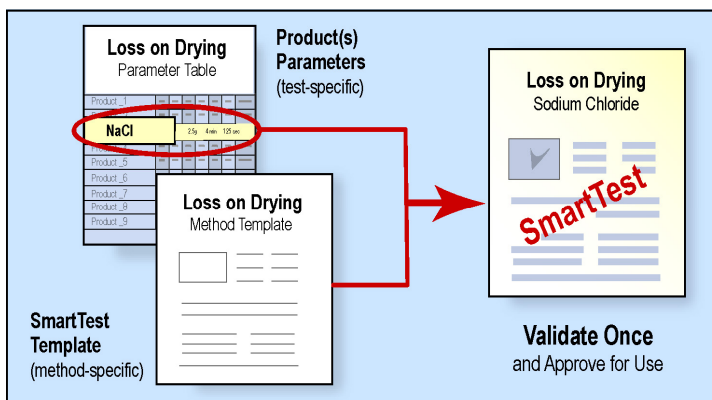 Loss on Drying
Parameter Table
Product _1
NaCl 2.5g 4 min 125 sec
Product _5
Product _6
Product _7
Product _8
Product _9
Product(s)
Parameters
(test-specific)
Loss on Drying
Method Template
SmartTest
Template
(method-specific)
Loss on Drying
Sodium Chloride
SmartTest
Validate Once
and Approve for Use